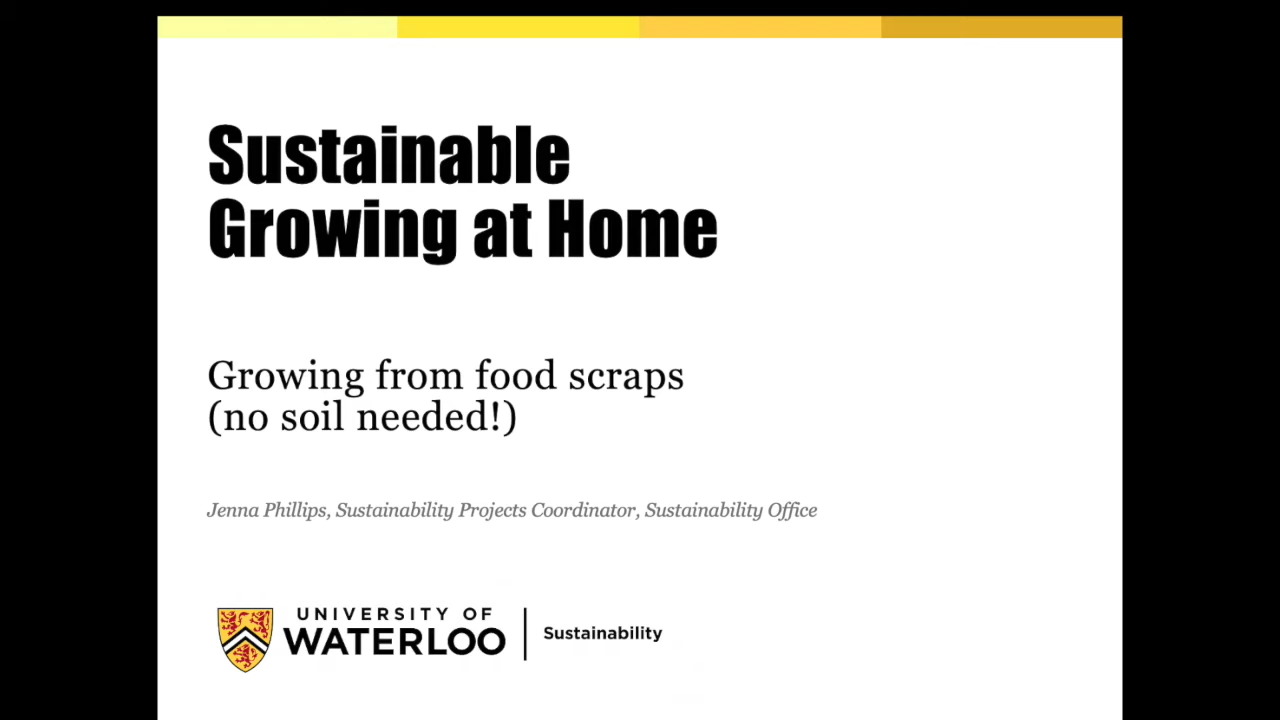 Sustainable
Growing at Home
Growing from food scraps
(no soil needed!)
Jenna Phillips, Sustainability Projects Coordinator, Sustainability Office
UNIVERSITY OF
WATERLOO
Sustainability